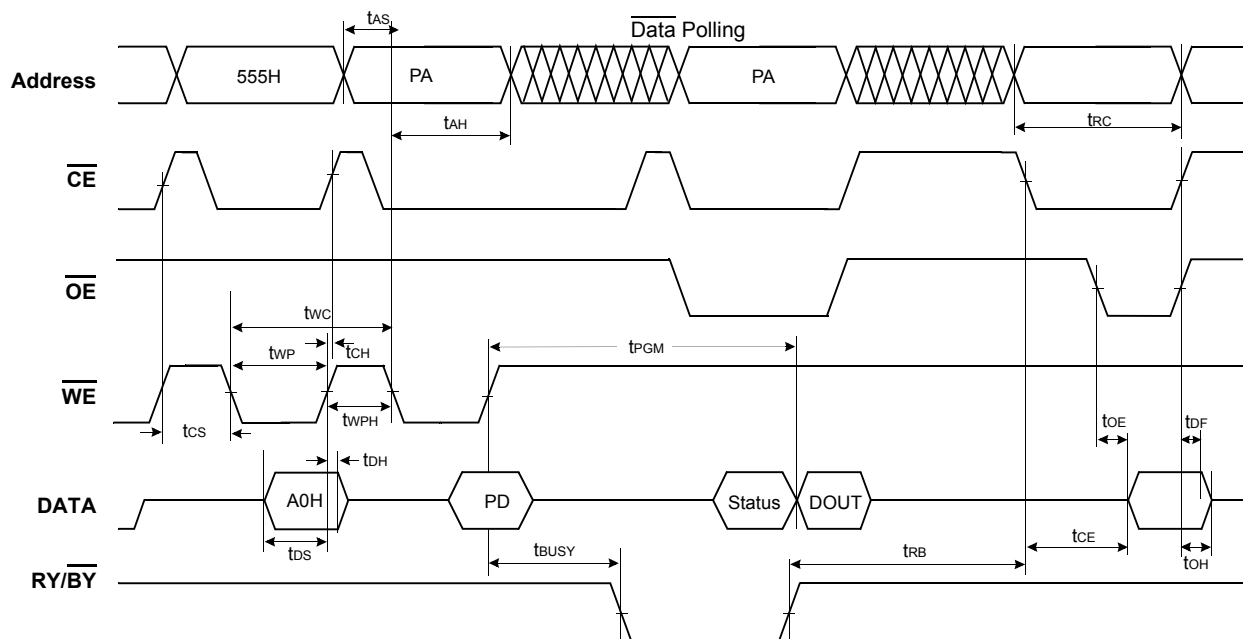 tAS
Data Polling
Address
555H
PA
PA
tAH
tRC
CE
OE
tWC
tWP
tCH
tPGM
WE
tCS
tWPH
tOE
tDF
tDH
DATA
A0H
PD
Status
DOUT
tDS
tBUSY
tRB
tCE
tOH
RY/BY